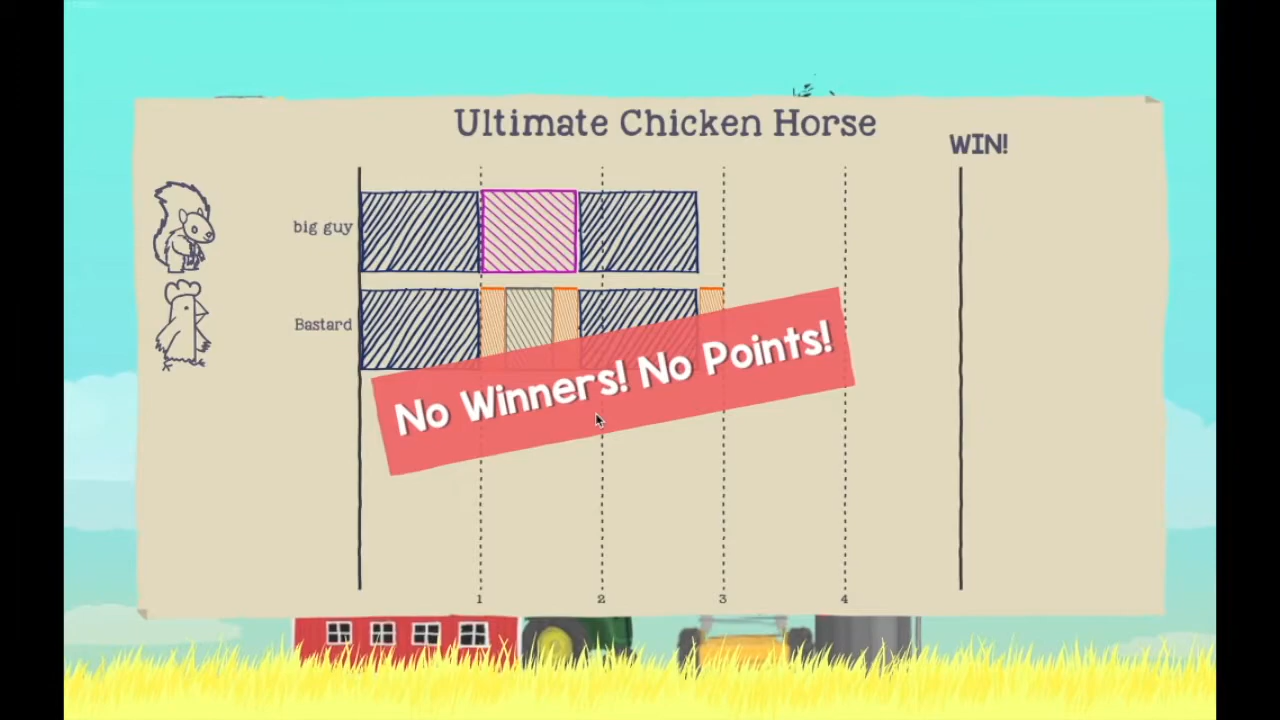 Ultimate Chicken Horse
WIN!
big guy
Bastard
No Winners! No Points!
1 2 3 4